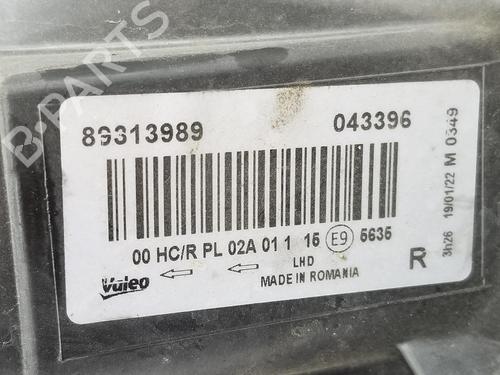 B-PARTS
89313989 043396
00 HC/R PL 02A 01 1 15 E9 5635
LHD
MADE IN ROMANIA
Valeo
R
3h26 19/01/22 M 0349